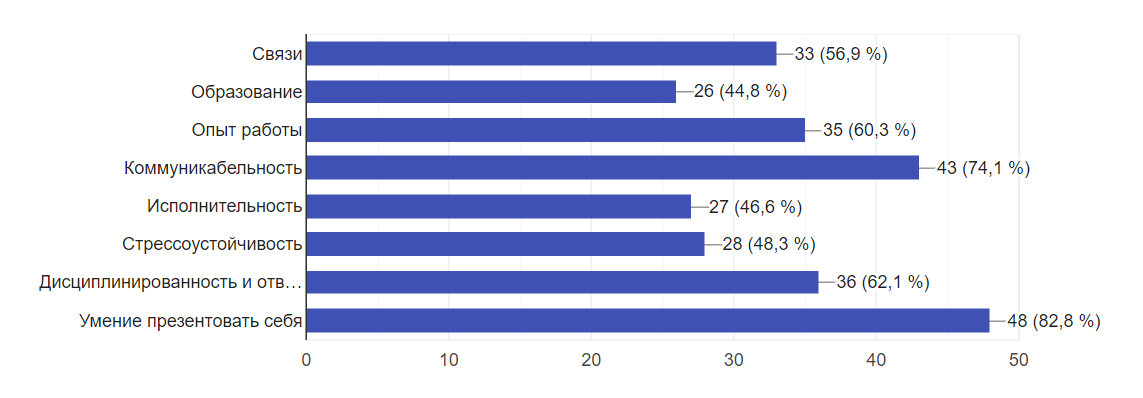 Связи 33 (56,9 %)
Образование 26 (44,8 %)
Опыт работы 35 (60,3 %)
Коммуникабельность 43 (74,1 %)
Исполнительность 27 (46,6 %)
Стрессоустойчивость 28 (48,3 %)
Дисциплинированность и отв… 36 (62,1 %)
Умение презентовать себя 48 (82,8 %)
0 10 20 30 40 50